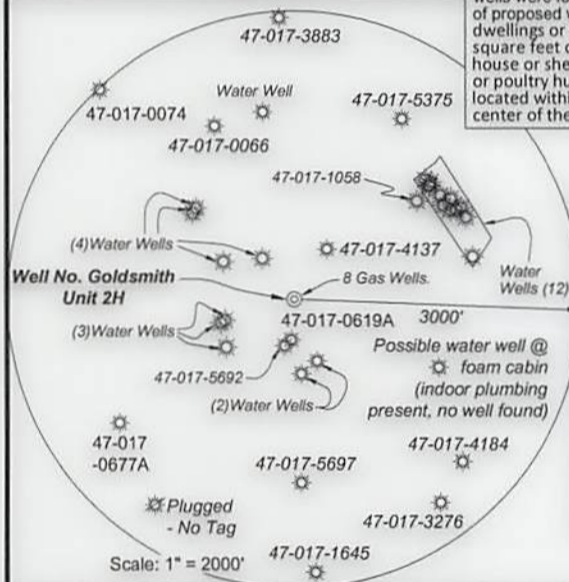 of proposed
dwellings or
square feet
house or
or poultry
located within
center of the
47-017-3883
47-017-0074
Water Well
47-017-5375
47-017-0066
47-017-1058
(4)Water Wells
47-017-4137
Water
Wells (12)
Well No. Goldsmith
Unit 2H
8 Gas Wells.
47-017-0619A
3000'
(3)Water Wells
Possible water well @
foam cabin
(indoor plumbing
present, no well found)
47-017-5692
(2)Water Wells
47-017
-0677A
47-017-5697
47-017-4184
Plugged
- No Tag
47-017-3276
Scale: 1" = 2000'
47-017-1645